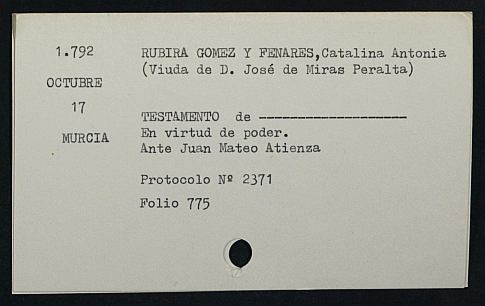 1.792
OCTUBRE
17
MURCIA
RUBIRA GOMEZ Y FENARES,Catalina Antonia
(Viuda de D. José de Miras Peralta)
TESTAMENTO de -------------------
En virtud de poder.
Ante Juan Mateo Atienza
Protocolo Nº 2371
Folio 775